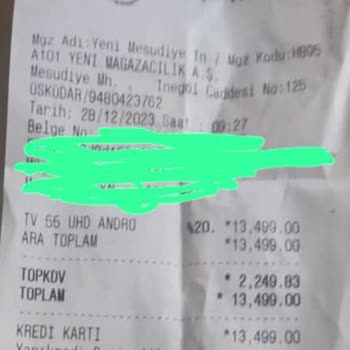 Mgz Adı:Yeni Mesudiye In / Mgz Kodu:H895
A101 YENİ MAGAZACILIK A.Ş.
Mesudiye Mh. , Inegol Caddesi No:125
OSKUDAR/9480423762
Tarih: 28/12/2023 Saat : 09:27
Belge No:
TV 55 UHD ANDRO %20. *13,499.00
ARA TOPLAM *13,499.00
TOPKDV * 2,249.83
TOPLAM * 13,499.00
KREDI KARTI *13,499.00